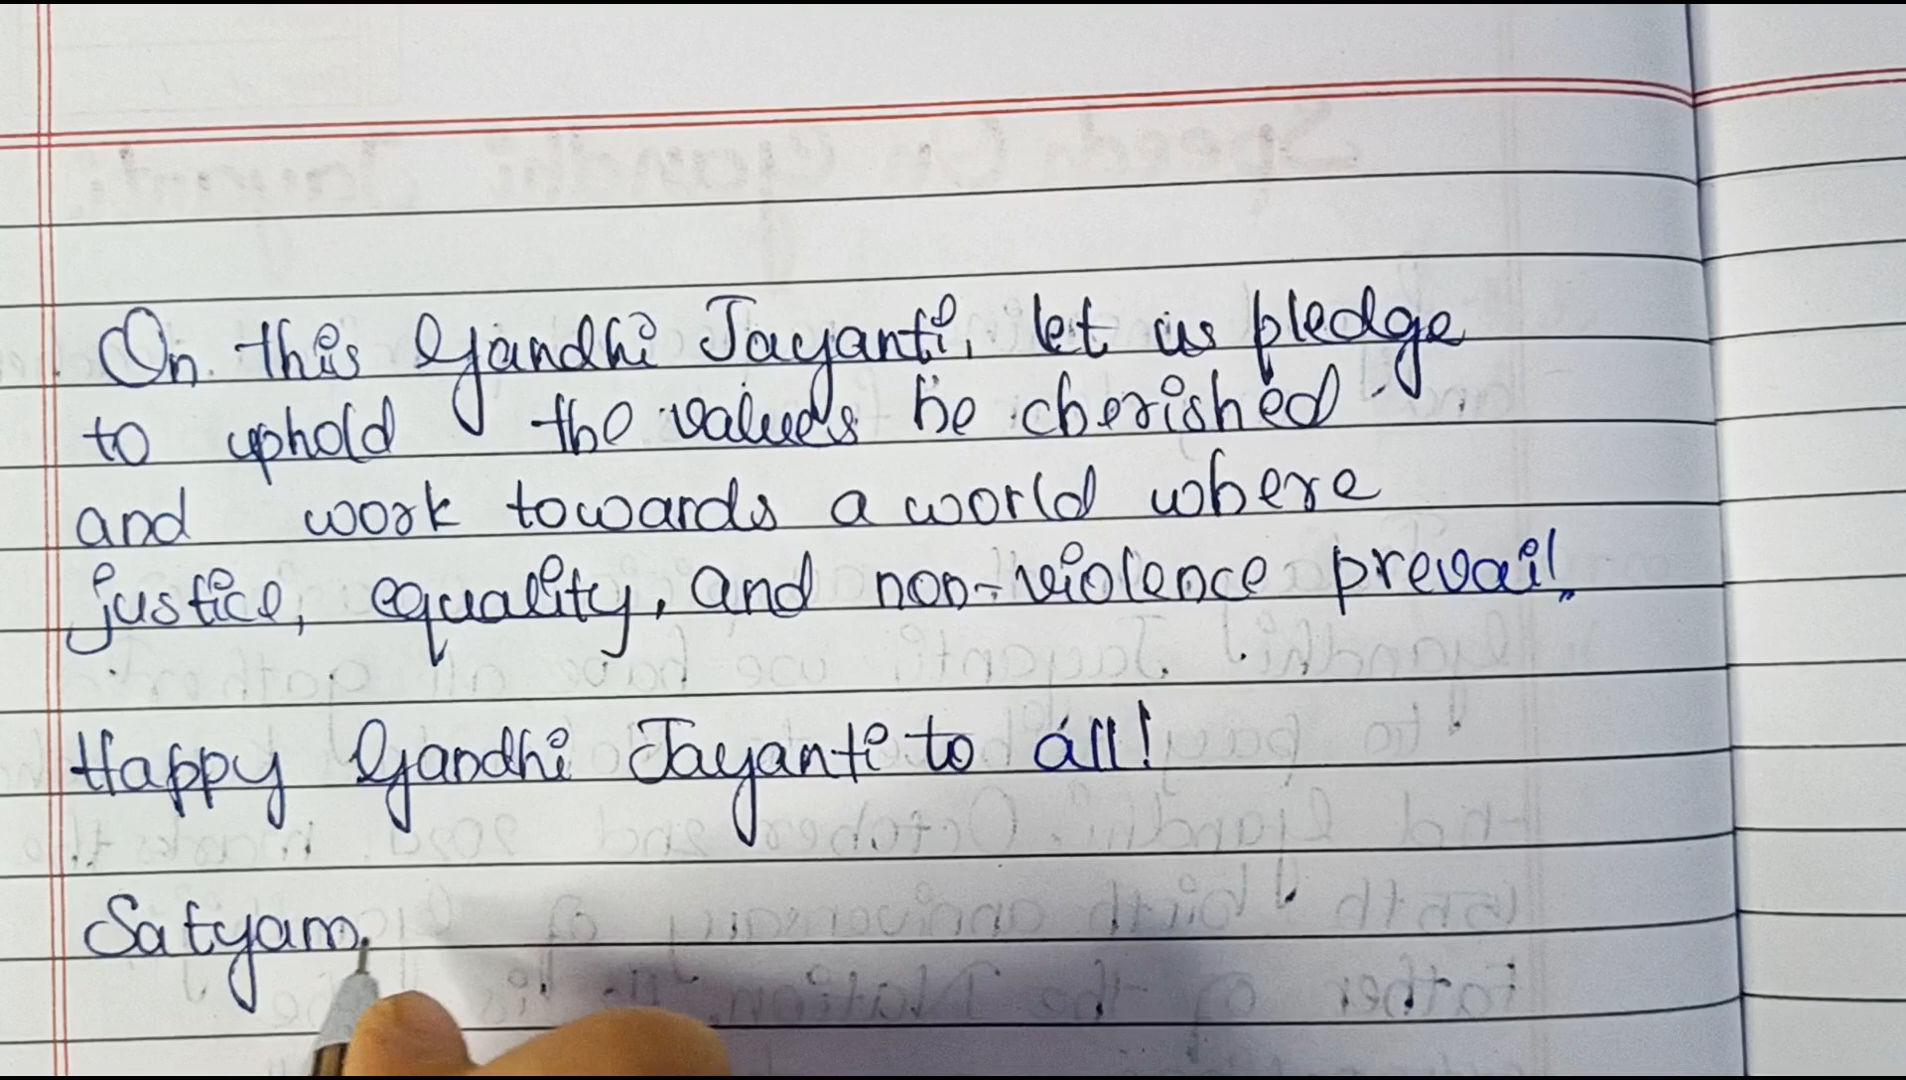 On this Gandhi Jayanti, let us pledge
to uphold the values he cherished
and work towards a world where
justice, equality, and non-violence prevail.
Happy Gandhi Jayanti to all!
Satyam